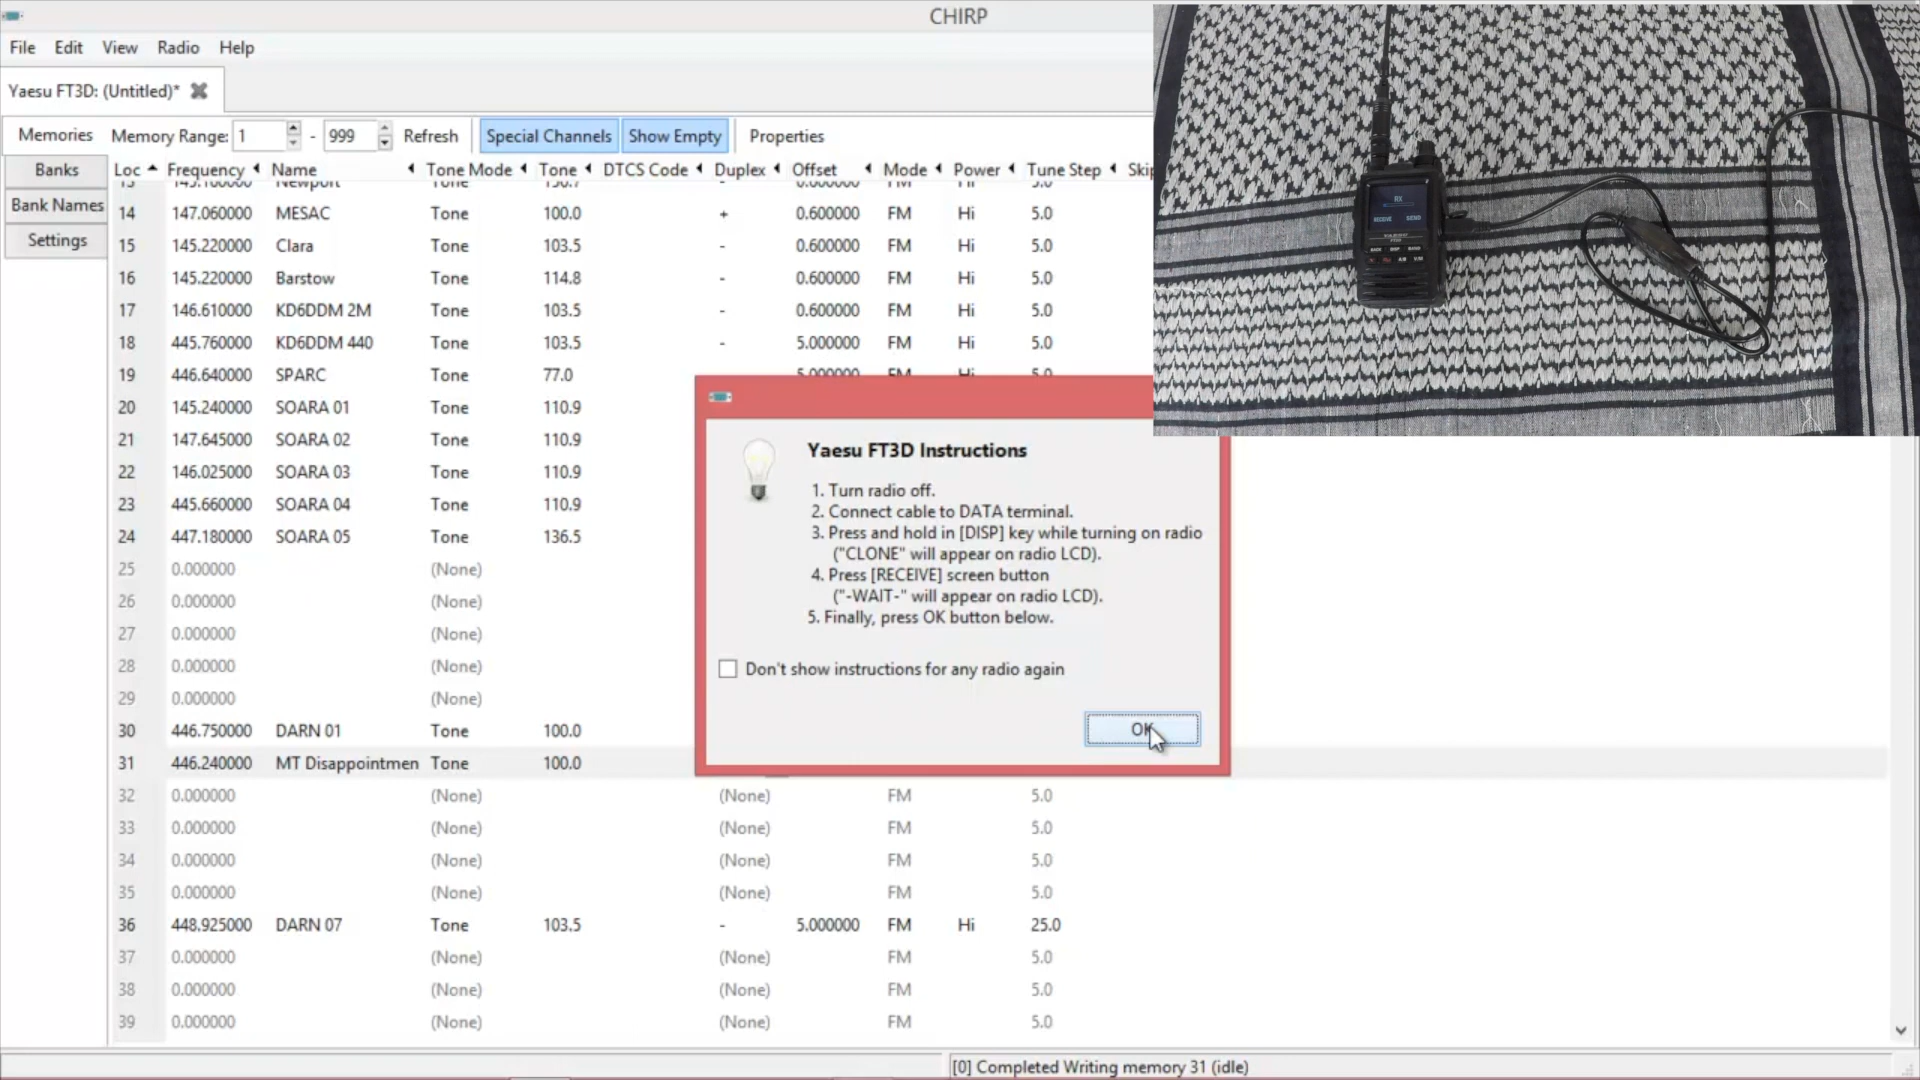 CHIRP
File Edit View Radio Help
Yaesu FT3D: (Untitled)*
Memories Memory Range: 1 - 999 Refresh Special Channels Show Empty Properties
Banks
Bank Names
Settings
Loc Frequency Name Tone Mode Tone DTCS Code Duplex Offset Mode Power Tune Step Skip
14 147.060000 MESAC Tone 100.0 + 0.600000 FM Hi 5.0
15 145.220000 Clara Tone 103.5 - 0.600000 FM Hi 5.0
16 145.220000 Barstow Tone 114.8 - 0.600000 FM Hi 5.0
17 146.610000 KD6DDM 2M Tone 103.5 - 0.600000 FM Hi 5.0
18 445.760000 KD6DDM 440 Tone 103.5 - 5.000000 FM Hi 5.0
19 446.640000 SPARC Tone 77.0 5.000000 FM Hi 5.0
20 145.240000 SOARA 01 Tone 110.9
21 147.645000 SOARA 02 Tone 110.9
22 146.025000 SOARA 03 Tone 110.9
23 445.660000 SOARA 04 Tone 110.9
24 447.180000 SOARA 05 Tone 136.5
25 0.000000 (None)
26 0.000000 (None)
27 0.000000 (None)
28 0.000000 (None)
29 0.000000 (None)
30 446.750000 DARN 01 Tone 100.0
31 446.240000 MT Disappointmen Tone 100.0
32 0.000000 (None) (None) FM 5.0
33 0.000000 (None) (None) FM 5.0
34 0.000000 (None) (None) FM 5.0
35 0.000000 (None) (None) FM 5.0
36 448.925000 DARN 07 Tone 103.5 - 5.000000 FM Hi 25.0
37 0.000000 (None) (None) FM 5.0
38 0.000000 (None) (None) FM 5.0
39 0.000000 (None) (None) FM 5.0
Yaesu FT3D Instructions
1. Turn radio off.
2. Connect cable to DATA terminal.
3. Press and hold in [DISP] key while turning on radio
("CLONE" will appear on radio LCD).
4. Press [RECEIVE] screen button
("-WAIT-" will appear on radio LCD).
5. Finally, press OK button below.
Don't show instructions for any radio again
OK
RX
RECEIVE SEND
[0] Completed Writing memory 31 (idle)